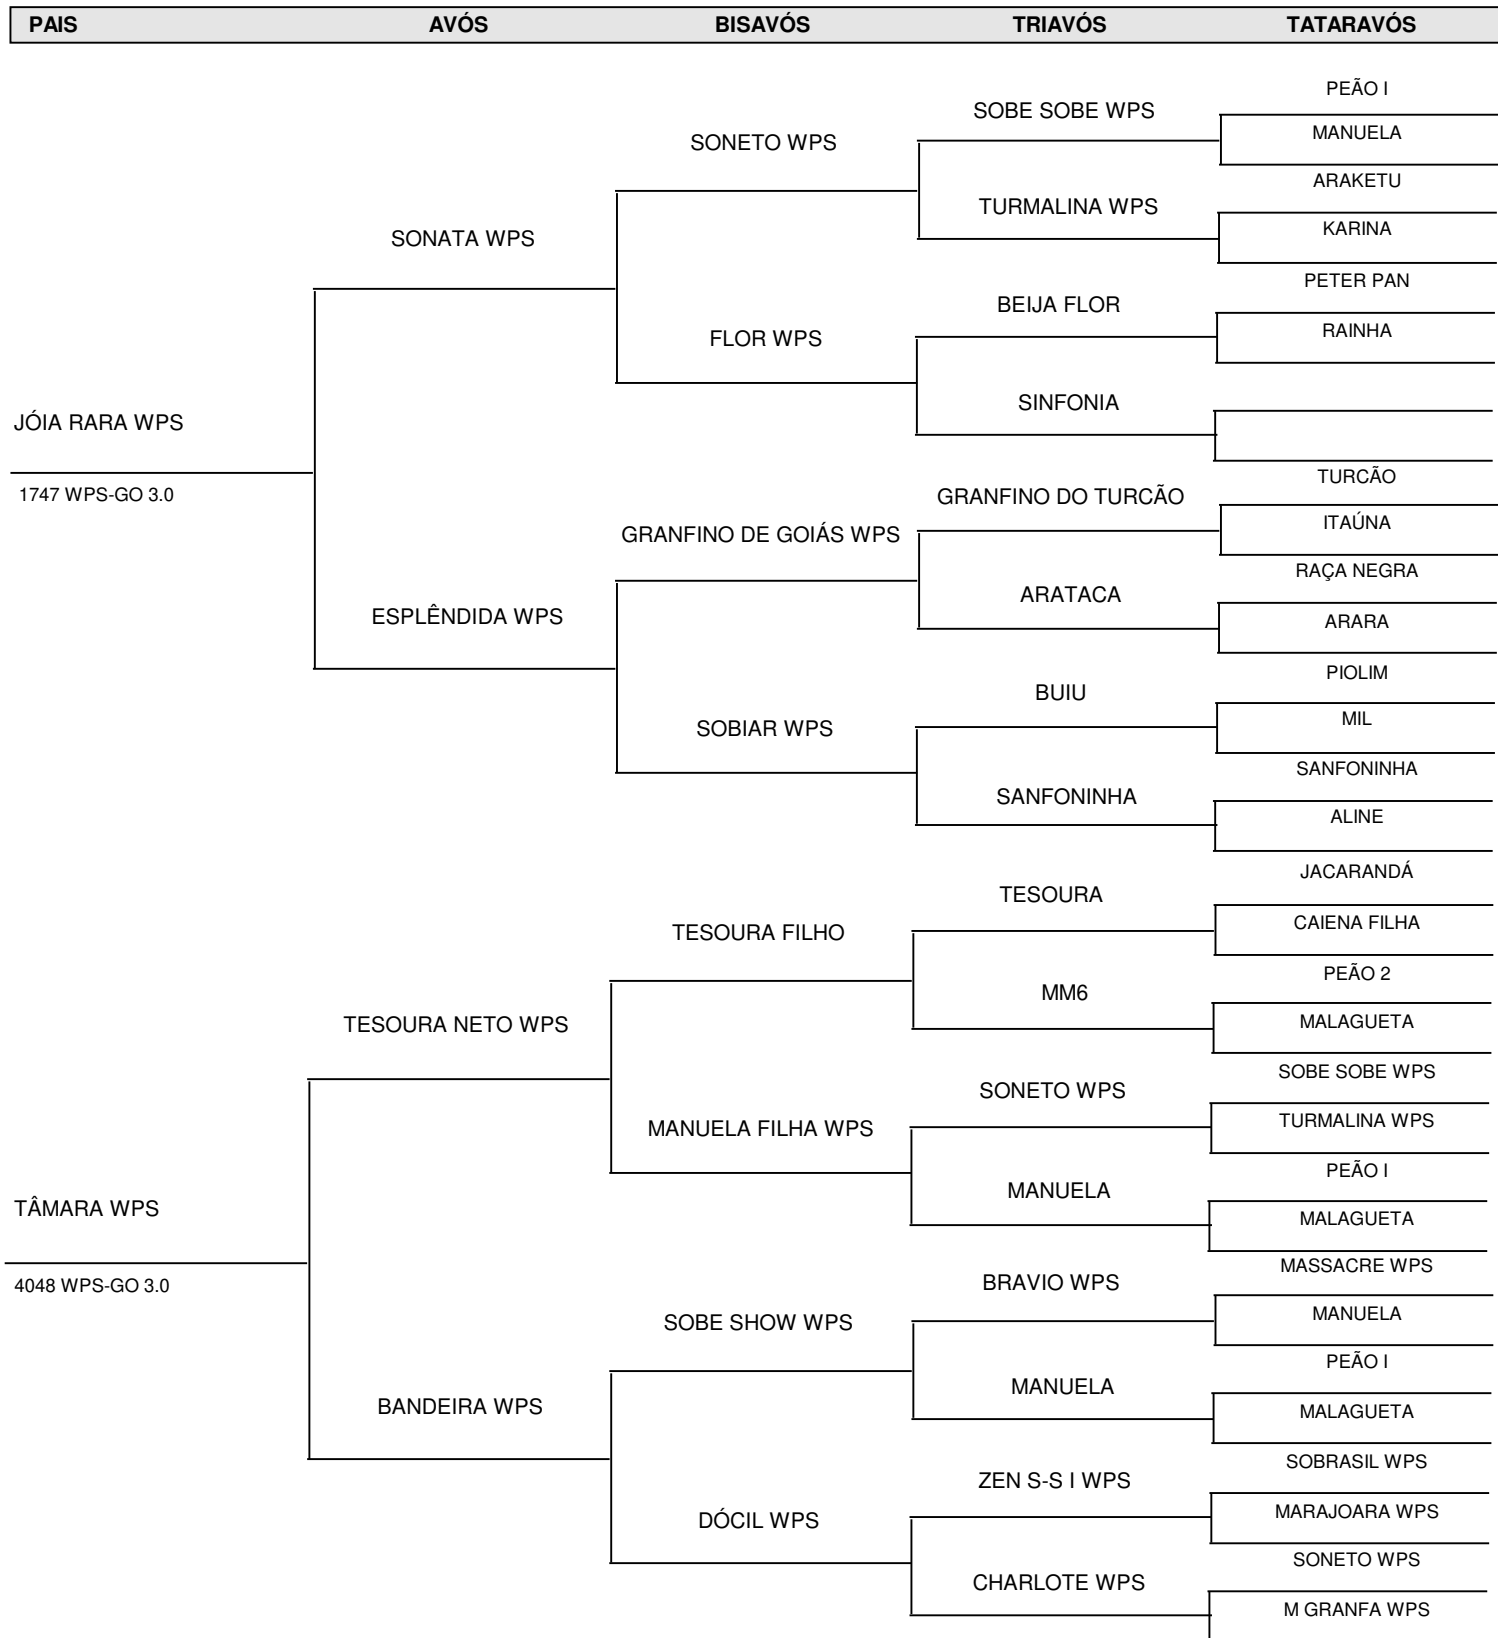 PAIS AVÓS BISAVÓS TRIAVÓS TATARAVÓS
PEÃO I
SOBE SOBE WPS
MANUELA
SONETO WPS
ARAKETU
TURMALINA WPS
KARINA
SONATA WPS
PETER PAN
BEIJA FLOR
RAINHA
FLOR WPS
SINFONIA
JÓIA RARA WPS
1747 WPS-GO 3.0
TURCÃO
GRANFINO DO TURCÃO
ITAÚNA
GRANFINO DE GOIÁS WPS
RAÇA NEGRA
ARATACA
ARARA
ESPLÊNDIDA WPS
PIOLIM
BUIU
MIL
SOBIAR WPS
SANFONINHA
SANFONINHA
ALINE
JACARANDÁ
TESOURA
CAIENA FILHA
TESOURA FILHO
PEÃO 2
MM6
MALAGUETA
TESOURA NETO WPS
SOBE SOBE WPS
SONETO WPS
TURMALINA WPS
MANUELA FILHA WPS
PEÃO I
MANUELA
MALAGUETA
TÂMARA WPS
4048 WPS-GO 3.0
MASSACRE WPS
BRAVIO WPS
MANUELA
SOBE SHOW WPS
PEÃO I
MANUELA
MALAGUETA
BANDEIRA WPS
SOBRASIL WPS
ZEN S-S I WPS
MARAJOARA WPS
DÓCIL WPS
SONETO WPS
CHARLOTE WPS
M GRANFA WPS